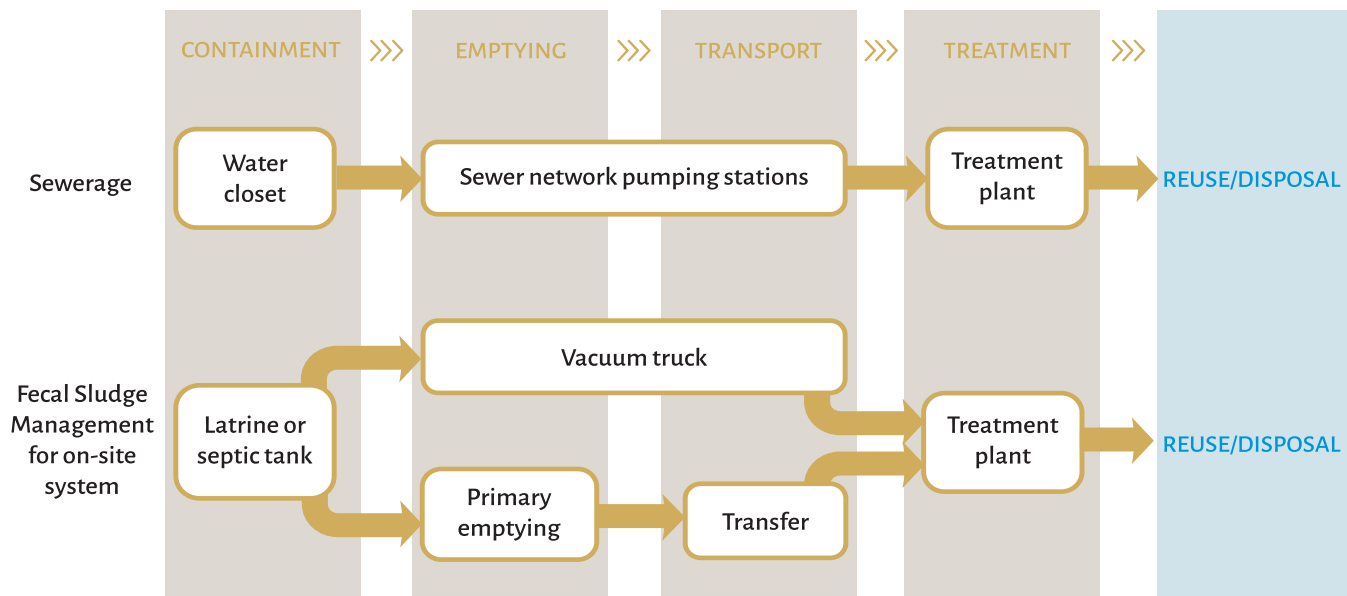 CONTAINMENT
EMPTYING
TRANSPORT
TREATMENT
Sewerage
Water
closet
Sewer network pumping stations
Treatment
plant
REUSE/DISPOSAL
Fecal Sludge
Management
for on-site
system
Latrine or
septic tank
Vacuum truck
Primary
emptying
Transfer
Treatment
plant
REUSE/DISPOSAL